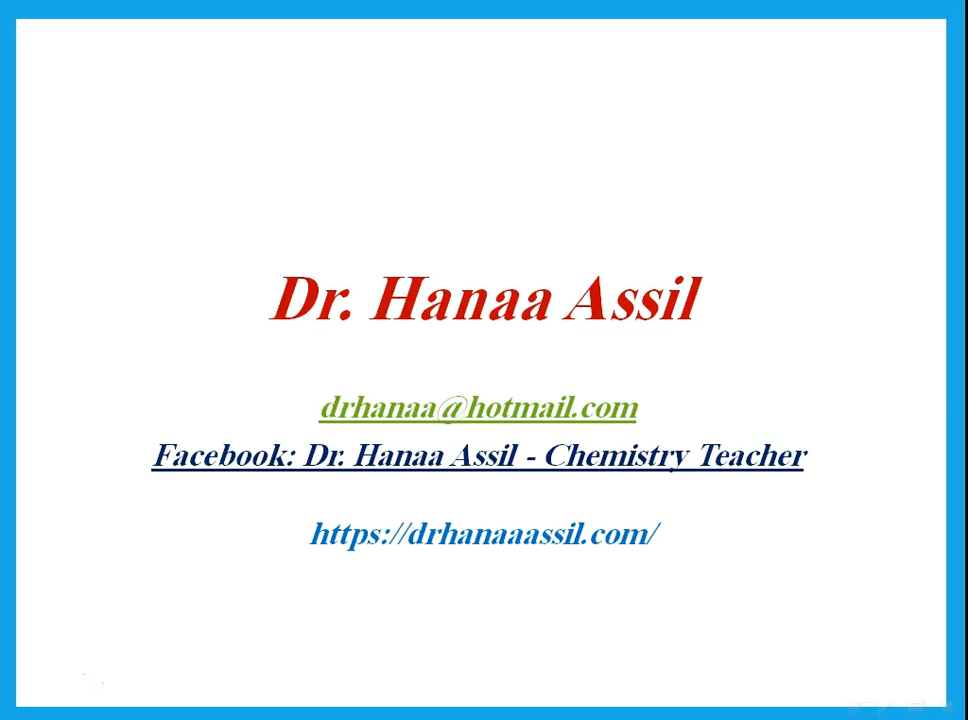 Dr. Hanaa Assil
drhanaa@hotmail.com
Facebook: Dr. Hanaa Assil - Chemistry Teacher
https://drhanaaassil.com/